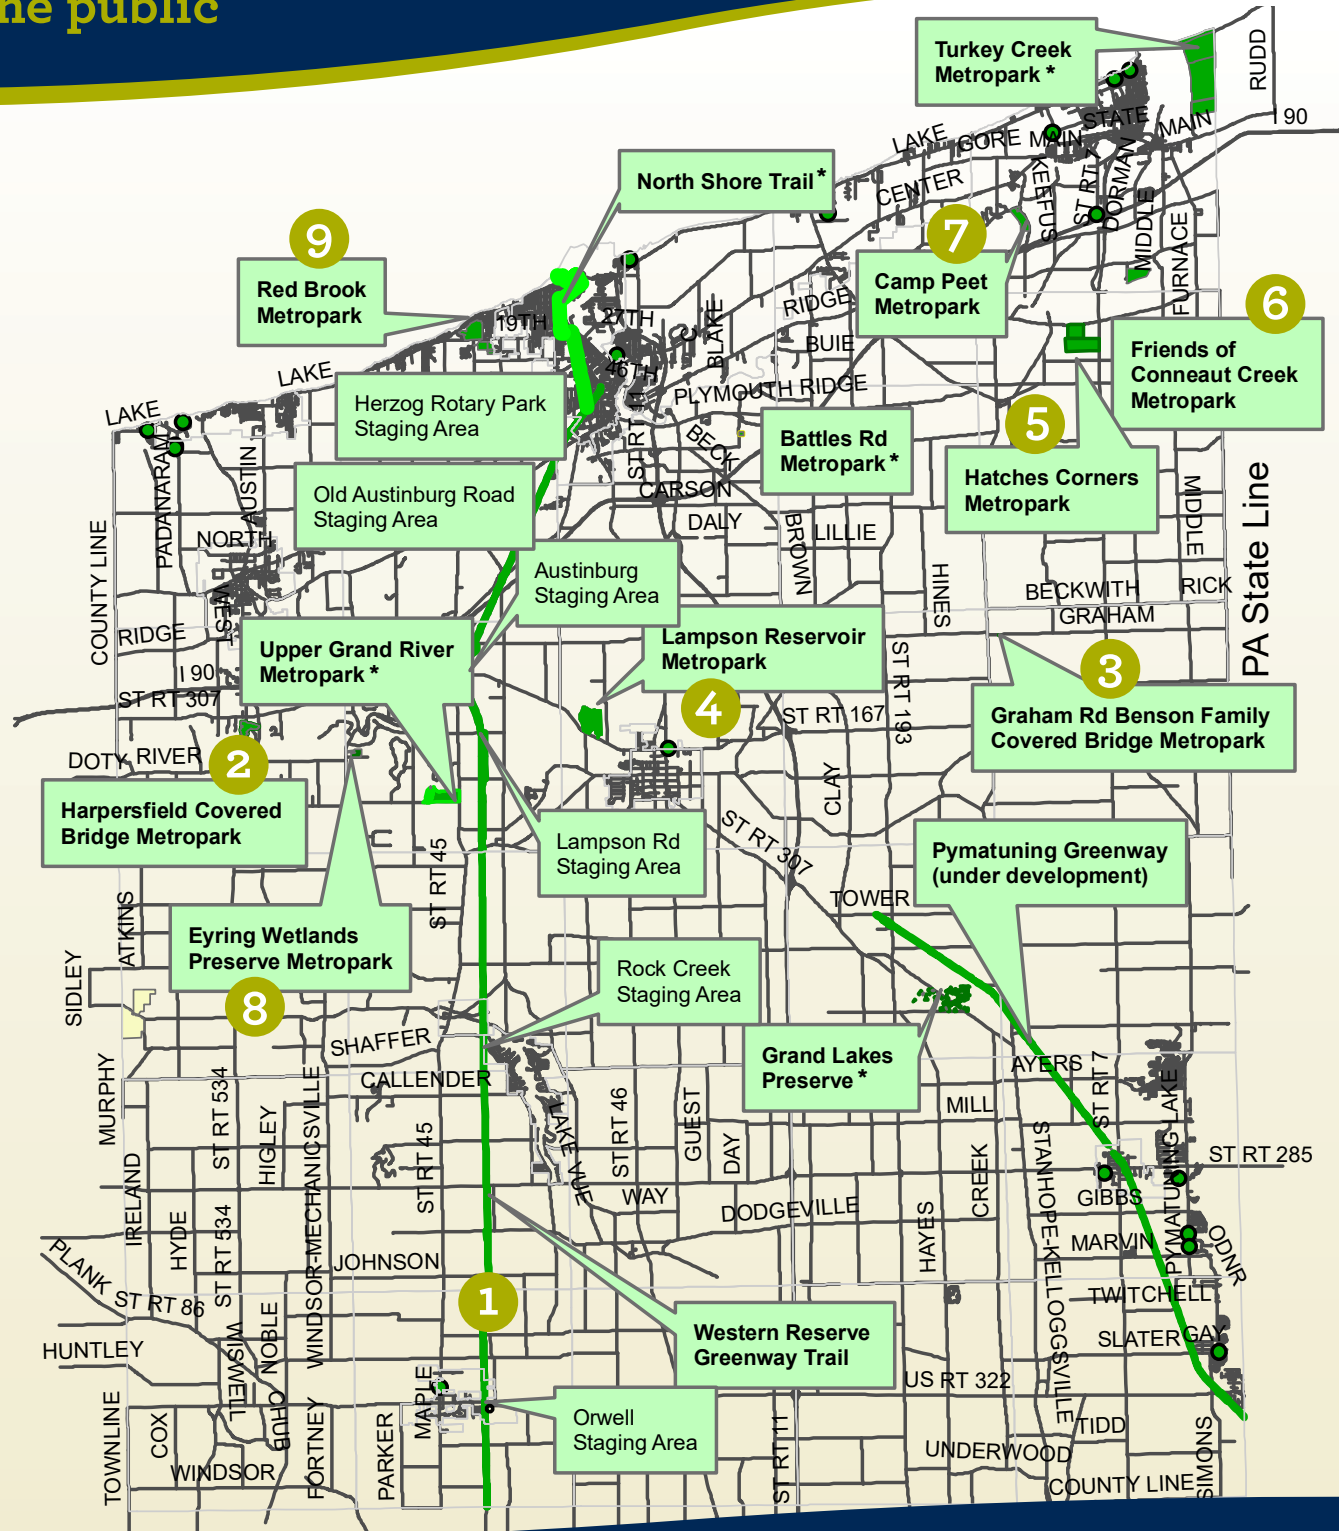 ne public
Turkey Creek
Metropark *
RUDD
I 90
STATE
MAIN
LAKE
GORE MAIN
North Shore Trail *
CENTER
KEEFUS
ST RT 7
DORMAN
MIDDLE
FURNACE
9
7
6
Red Brook
Metropark
Camp Peet
Metropark
RIDGE
19TH
27TH
BLAKE
BUIE
Friends of
Conneaut Creek
Metropark
46TH
LAKE
PLYMOUTH RIDGE
LAKE
Herzog Rotary Park
Staging Area
ST RT 11
BECK
Battles Rd
Metropark *
5
Hatches Corners
Metropark
PADANARAM
AUSTIN
Old Austinburg Road
Staging Area
CARSON
DALY
BROWN
LILLIE
MIDDLE
PA State Line
COUNTY LINE
NORTH
WEST
Austinburg
Staging Area
HINES
BECKWITH
RICK
GRAHAM
RIDGE
Upper Grand River
Metropark *
Lampson Reservoir
Metropark
4
ST RT 193
3
I 90
ST RT 307
ST RT 167
Graham Rd Benson Family
Covered Bridge Metropark
DOTY
RIVER
2
Harpersfield Covered
Bridge Metropark
CLAY
ST RT 307
Lampson Rd
Staging Area
ST RT 45
Pymatuning Greenway
(under development)
TOWER
ATKINS
Eyring Wetlands
Preserve Metropark
8
SIDLEY
Rock Creek
Staging Area
SHAFFER
Grand Lakes
Preserve *
AYERS
CALLENDER
MURPHY
ST RT 534
HIGLEY
WINDSOR-MECHANICSVILLE
ST RT 45
LAKE VUE
ST RT 46
GUEST
DAY
MILL
ST RT 7
PYMATUNING LAKE
ST RT 285
IRELAND
HYDE
ST RT 534
WAY
DODGEVILLE
HAYES
CREEK
STANHOPE-KELLOGGSVILLE
GIBBS
MARVIN
ODNR
PLANK
JOHNSON
ST RT 86
1
TWITCHELL
HUNTLEY
WISWELL
NOBLE
Western Reserve
Greenway Trail
SLATER
GAY
US RT 322
TOWNLINE
COX
CHUB
FORTNEY
PARKER
MAPLE
Orwell
Staging Area
ST RT 11
TIDD
UNDERWOOD
SIMONS
WINDSOR
COUNTY LINE